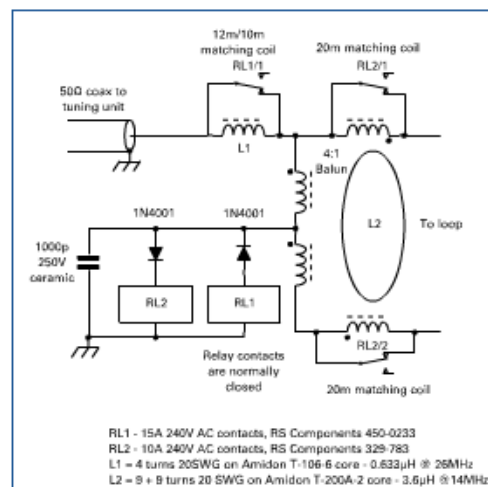 12m/10m
matching coil
RL1/1
20m matching coil
RL2/1
50Ω coax to
tuning unit
L1
4:1
Balun
1N4001
1N4001
L2
To loop
1000p
250V
ceramic
RL2
RL1
Relay contacts
are normally
closed
RL2/2
20m matching coil
RL1 - 15A 240V AC contacts, RS Components 450-0233
RL2 - 10A 240V AC contacts, RS Components 329-783
L1 = 4 turns 20SWG on Amidon T-106-6 core - 0.633µH @ 26MHz
L2 = 9 + 9 turns 20 SWG on Amidon T-200A-2 core - 3.6µH @14MHz